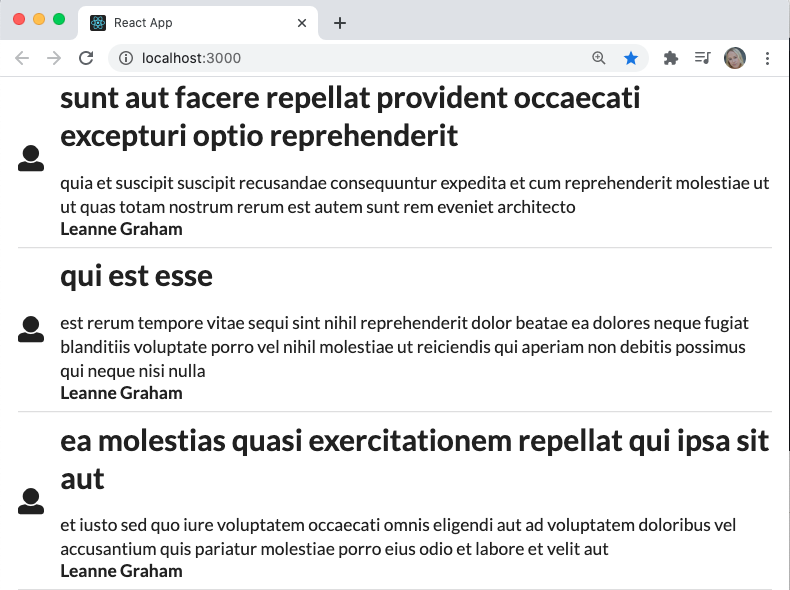 React App
localhost:3000
sunt aut facere repellat provident occaecati
excepturi optio reprehenderit
quia et suscipit suscipit recusandae consequuntur expedita et cum reprehenderit molestiae ut
ut quas totam nostrum rerum est autem sunt rem eveniet architecto
Leanne Graham
qui est esse
est rerum tempore vitae sequi sint nihil reprehenderit dolor beatae ea dolores neque fugiat
blanditiis voluptate porro vel nihil molestiae ut reiciendis qui aperiam non debitis possimus
qui neque nisi nulla
Leanne Graham
ea molestias quasi exercitationem repellat qui ipsa sit
aut
et iusto sed quo iure voluptatem occaecati omnis eligendi aut ad voluptatem doloribus vel
accusantium quis pariatur molestiae porro eius odio et labore et velit aut
Leanne Graham